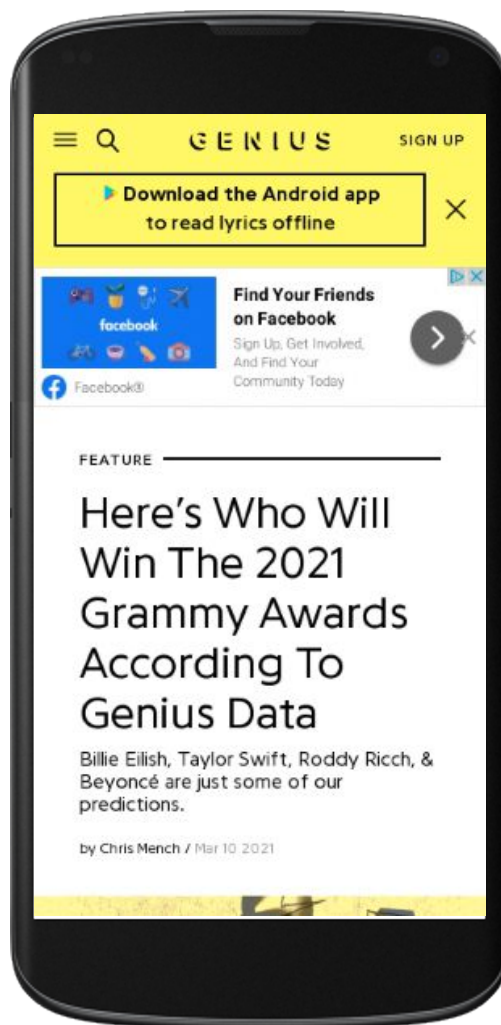 GENIUS
SIGN UP
Download the Android app
to read lyrics offline
facebook
Facebook®
Find Your Friends
on Facebook
Sign Up, Get Involved,
And Find Your
Community Today
FEATURE
Here's Who Will
Win The 2021
Grammy Awards
According To
Genius Data
Billie Eilish, Taylor Swift, Roddy Ricch, &
Beyoncé are just some of our
predictions.
by Chris Mench / Mar 10 2021